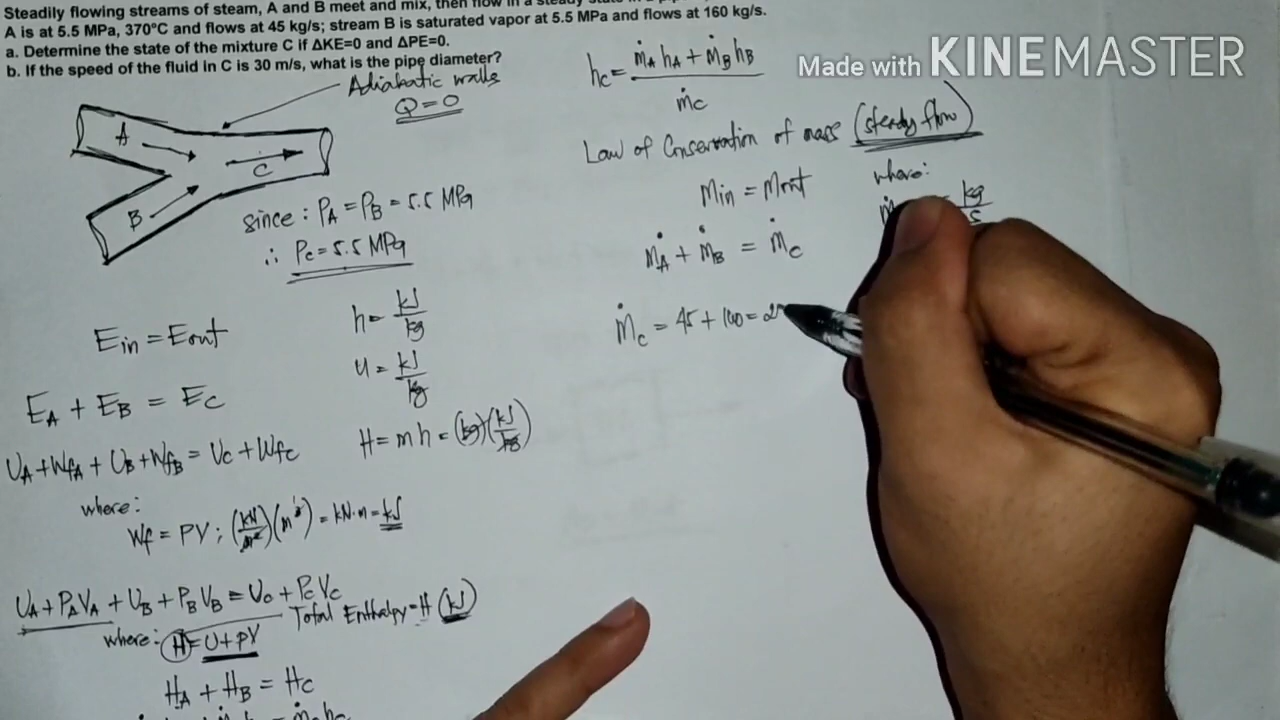 Steadily flowing streams of steam, A and B meet and mix, then flow in a steady state in a
A is at 5.5 MPa, 370°C and flows at 45 kg/s; stream B is saturated vapor at 5.5 MPa and flows at 160 kg/s.
a. Determine the state of the mixture C if ΔKE=0 and ΔPE=0.
b. If the speed of the fluid in C is 30 m/s, what is the pipe diameter?
Adiabatic walls
Q=0
A
C
B
since: PA = PB = 5.5 MPa
∴ Pc = 5.5 MPa
Ein = Eout
h = kJ/kg
u = kJ/kg
EA + EB = Ec
H = mh = (kg)(kJ/kg)
UA + WfA + UB + WfB = Uc + Wfc
where:
Wf = PV; (kN/m²)(m³) = kN·m = kJ
UA + PAVA + UB + PBVB = Uc + PcVc
Total Enthalpy = H (kJ)
where: H = U+PV
HA + HB = Hc
Made with KINEMASTER
hc = ṁA hA + ṁB hB / ṁc
Law of Conservation of mass (steady flow)
Min = Mout
where:
kg/s
ṁA + ṁB = ṁc
ṁc = 45 + 160 = 2